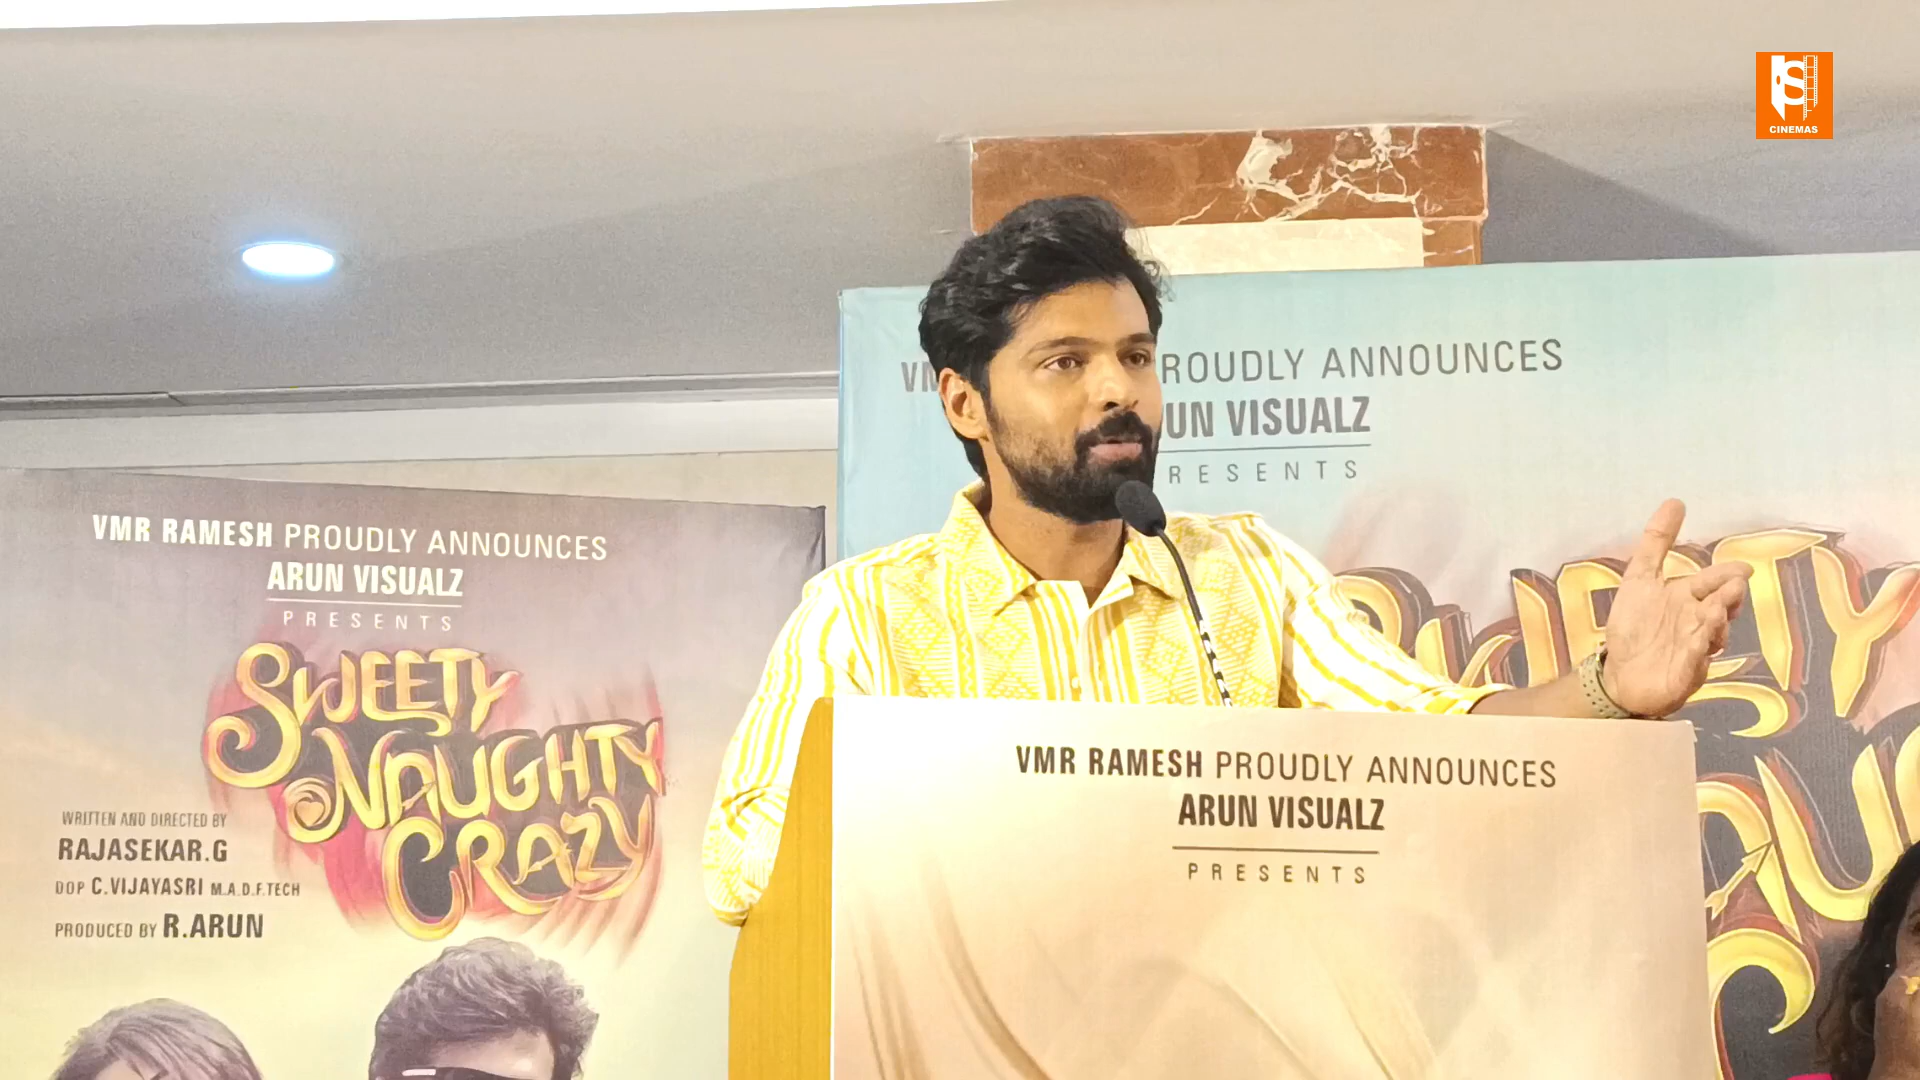 CINEMAS
VMR RAMESH PROUDLY ANNOUNCES
ARUN VISUALZ
PRESENTS
SWEETY
NAUGHTY
CRAZY
WRITTEN AND DIRECTED BY
RAJASEKAR.G
DOP C.VIJAYASRI M.A.D.F.TECH
PRODUCED BY R.ARUN
ROUDLY ANNOUNCES
UN VISUALZ
RESENTS
VMR RAMESH PROUDLY ANNOUNCES
ARUN VISUALZ
PRESENTS